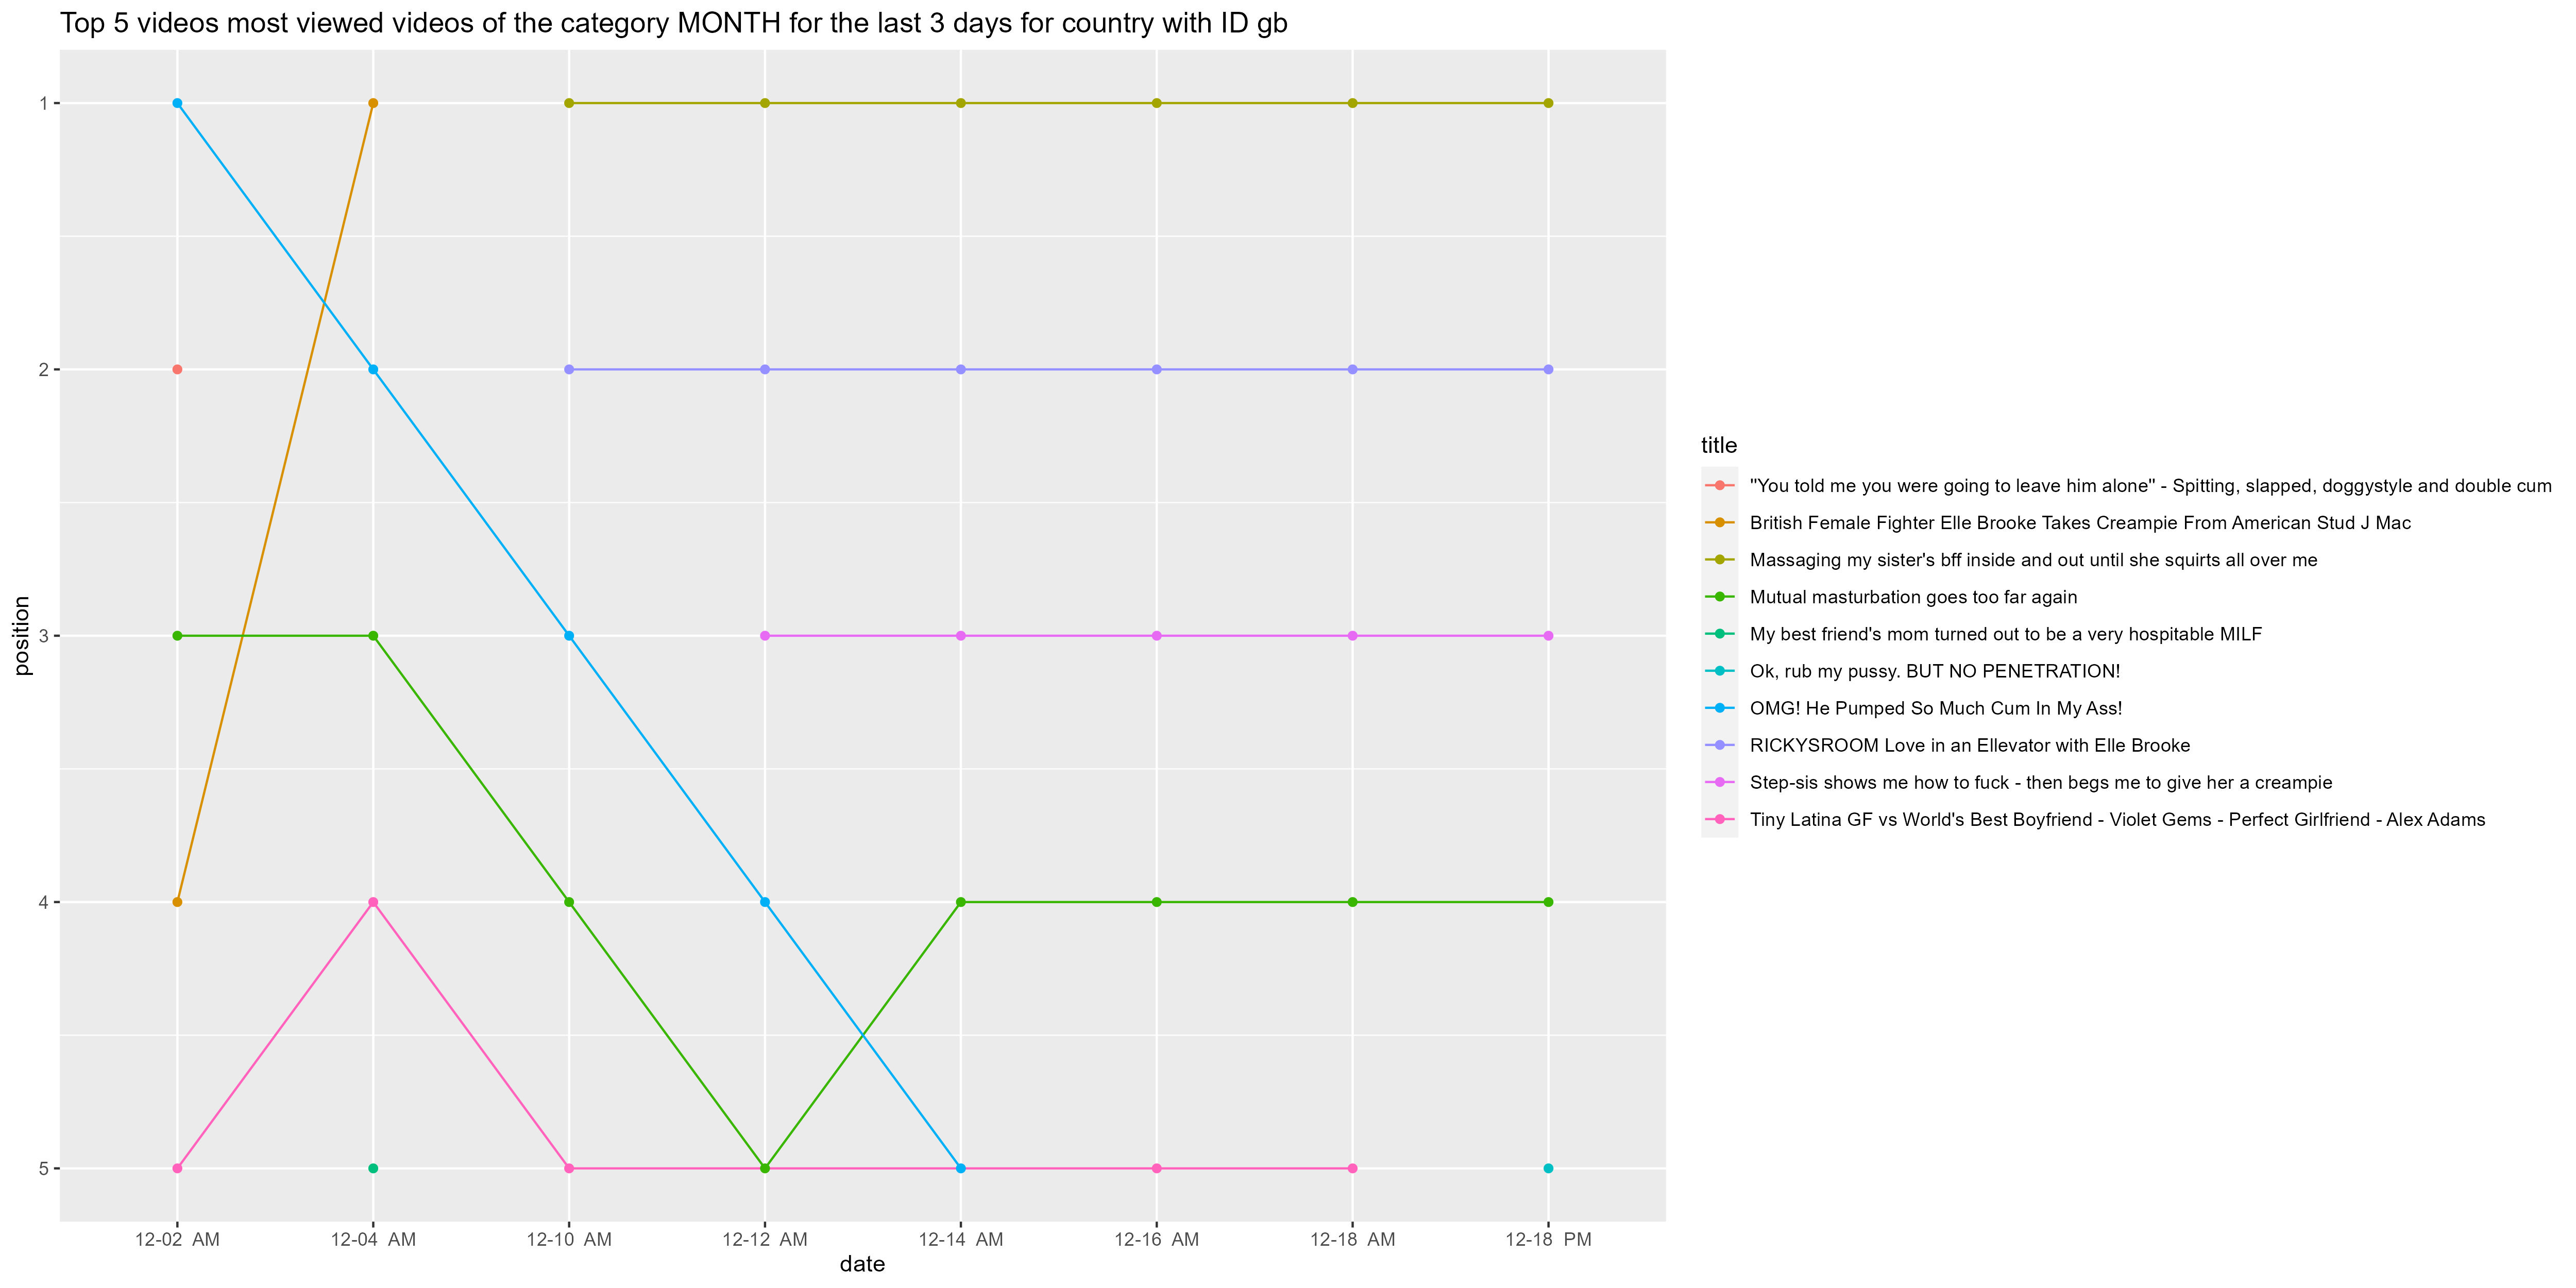 Top 5 videos most viewed videos of the category MONTH for the last 3 days for country with ID gb
1
2
3
4
5
position
12-02 AM
12-04 AM
12-10 AM
12-12 AM
12-14 AM
12-16 AM
12-18 AM
12-18 PM
date
title
"You told me you were going to leave him alone" - Spitting, slapped, doggystyle and double cum
British Female Fighter Elle Brooke Takes Creampie From American Stud J Mac
Massaging my sister's bff inside and out until she squirts all over me
Mutual masturbation goes too far again
My best friend's mom turned out to be a very hospitable MILF
Ok, rub my pussy. BUT NO PENETRATION!
OMG! He Pumped So Much Cum In My Ass!
RICKYSROOM Love in an Ellevator with Elle Brooke
Step-sis shows me how to fuck - then begs me to give her a creampie
Tiny Latina GF vs World's Best Boyfriend - Violet Gems - Perfect Girlfriend - Alex Adams